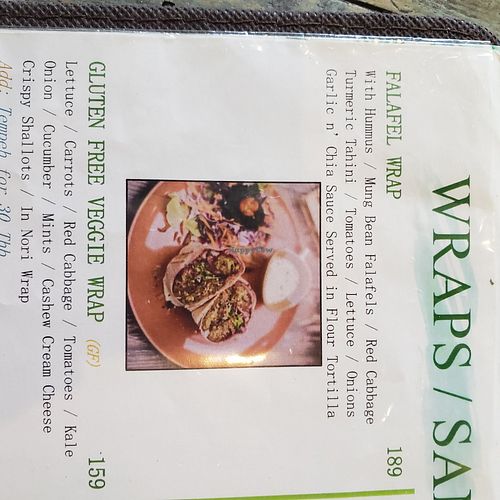 WRAPS / SA
FALAFEL WRAP 189
With Hummus / Mung Bean Falafels / Red Cabbage
Turmeric Tahini / Tomatoes / Lettuce / Onions
Garlic n' Chia Sauce Served in Flour Tortilla
HappyCow
GLUTEN FREE VEGGIE WRAP (GF) 159
Lettuce / Carrots / Red Cabbage / Tomatoes / Kale
Onion / Cucumber / Mints / Cashew Cream Cheese
Crispy Shallots / In Nori Wrap
Add: Tempeh for 30 Thb